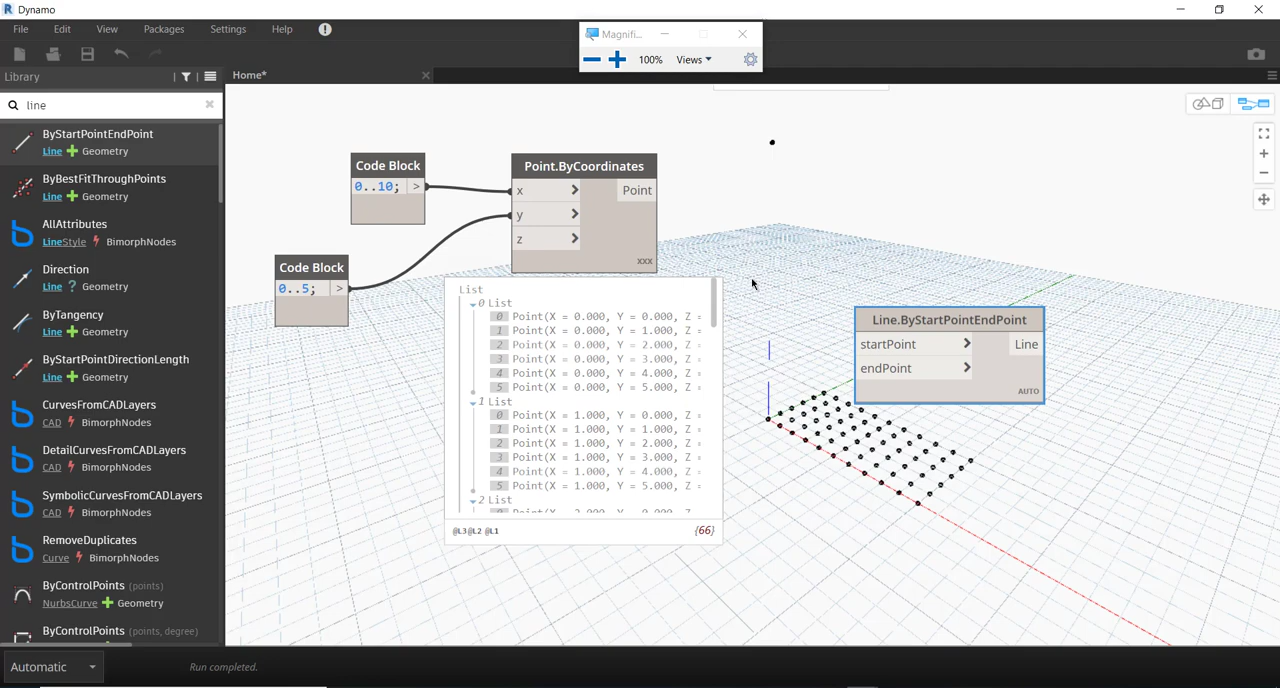 Dynamo
File Edit View Packages Settings Help
Magnifi...
100% Views
Library
Home*
line
ByStartPointEndPoint
Line Geometry
ByBestFitThroughPoints
Line Geometry
AllAttributes
LineStyle BimorphNodes
Direction
Line ? Geometry
ByTangency
Line Geometry
ByStartPointDirectionLength
Line Geometry
CurvesFromCADLayers
CAD BimorphNodes
DetailCurvesFromCADLayers
CAD BimorphNodes
SymbolicCurvesFromCADLayers
CAD BimorphNodes
RemoveDuplicates
Curve BimorphNodes
ByControlPoints (points)
NurbsCurve Geometry
ByControlPoints (points, degree)
Code Block
0..10; >
Code Block
0..5; >
Point.ByCoordinates
x > Point
y >
z >
xxx
List
0 List
0 Point(X = 0.000, Y = 0.000, Z =
1 Point(X = 0.000, Y = 1.000, Z =
2 Point(X = 0.000, Y = 2.000, Z =
3 Point(X = 0.000, Y = 3.000, Z =
4 Point(X = 0.000, Y = 4.000, Z =
5 Point(X = 0.000, Y = 5.000, Z =
1 List
0 Point(X = 1.000, Y = 0.000, Z =
1 Point(X = 1.000, Y = 1.000, Z =
2 Point(X = 1.000, Y = 2.000, Z =
3 Point(X = 1.000, Y = 3.000, Z =
4 Point(X = 1.000, Y = 4.000, Z =
5 Point(X = 1.000, Y = 5.000, Z =
2 List
@L3 @L2 @L1 {66}
Line.ByStartPointEndPoint
startPoint > Line
endPoint >
AUTO
Automatic
Run completed.